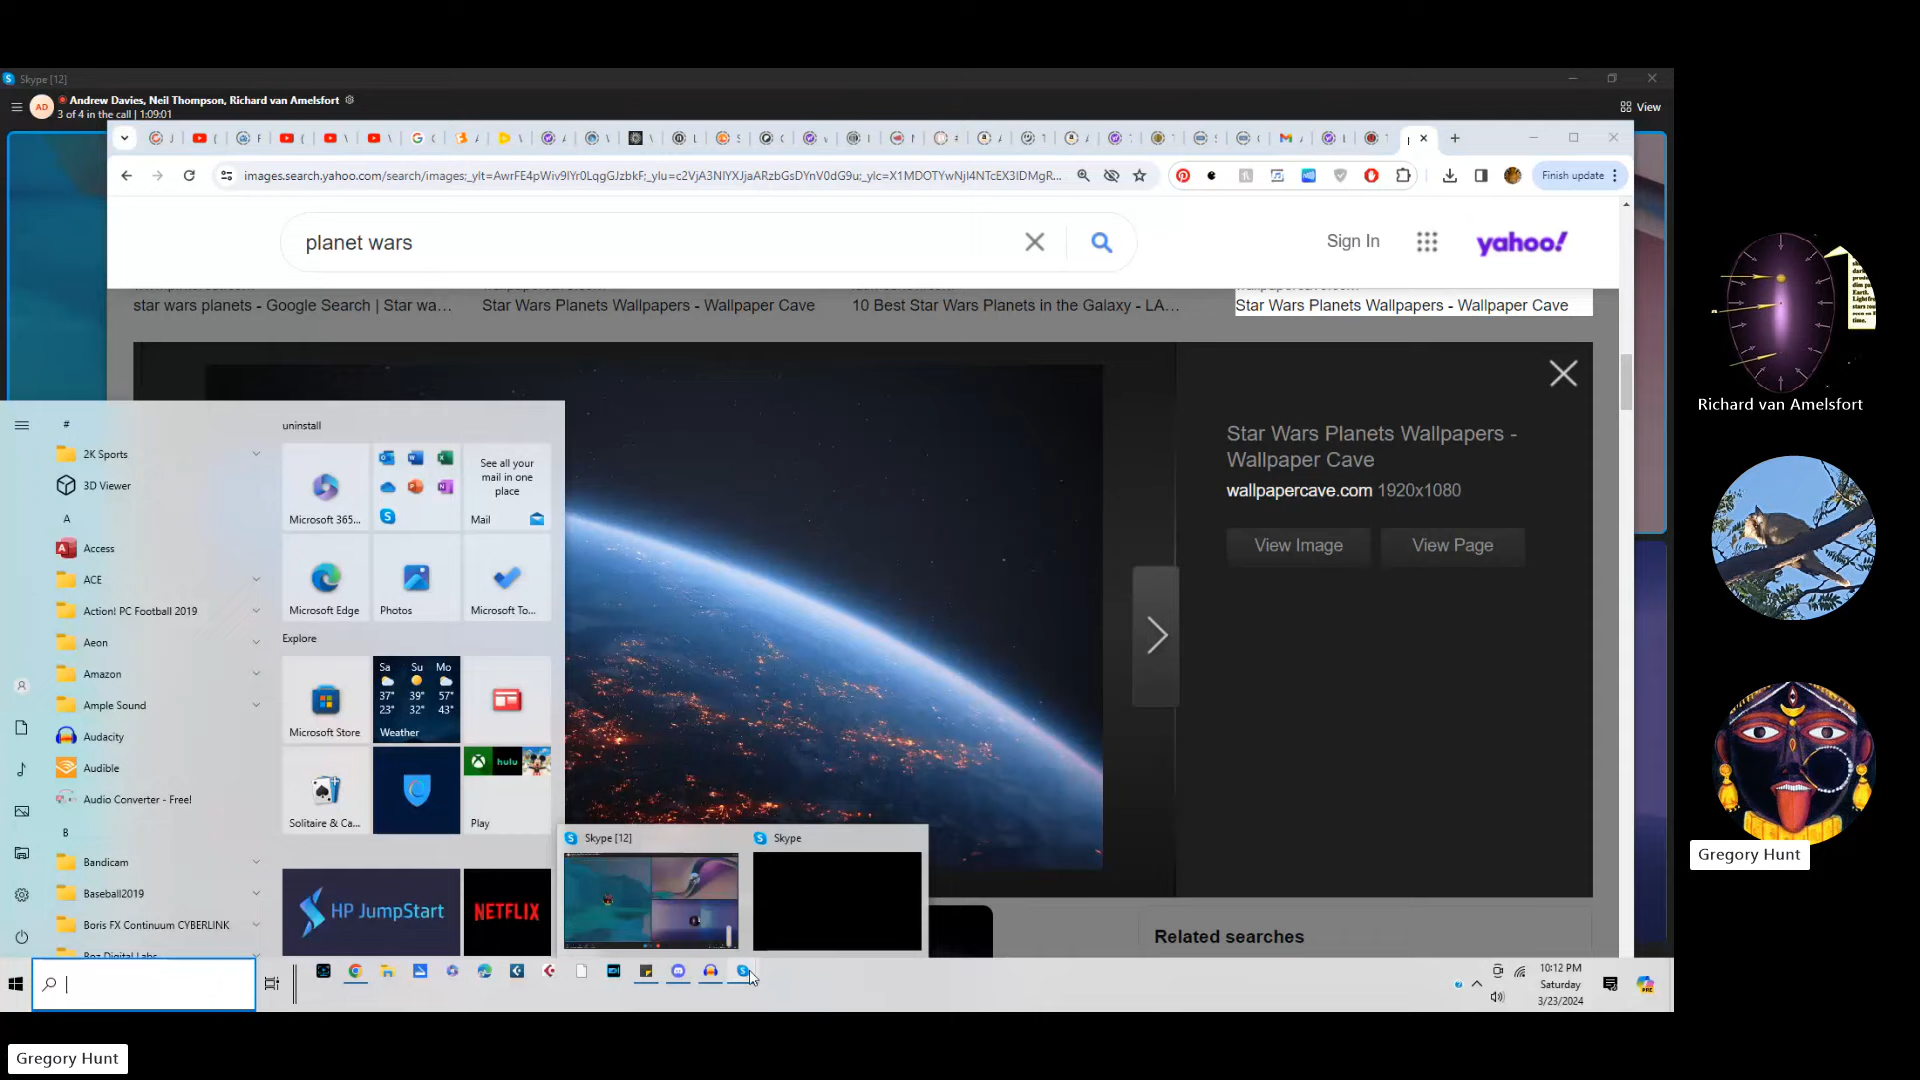 Skype [12]
AD
Andrew Davies, Neil Thompson, Richard van Amelsfort
3 of 4 in the call | 1:09:01
View
images.search.yahoo.com/search/images;_ylt=AwrFE4pWiv9lYr0LqgGJzbkF;_ylu=c2VjA3NlYXJjaARzbGsDYnV0dG9u;_ylc=X1MDOTYwNjI4NTcEX3IDMgR...
Finish update
planet wars
Sign In
yahoo!
star wars planets - Google Search | Star wa...
Star Wars Planets Wallpapers - Wallpaper Cave
10 Best Star Wars Planets in the Galaxy - LA...
Star Wars Planets Wallpapers - Wallpaper Cave
Star Wars Planets Wallpapers -
Wallpaper Cave
wallpapercave.com 1920x1080
View Image
View Page
Related searches
#
2K Sports
3D Viewer
A
Access
ACE
Action! PC Football 2019
Aeon
Amazon
Ample Sound
Audacity
Audible
Audio Converter - Free!
B
Bandicam
Baseball2019
Boris FX Continuum CYBERLINK
Boz Digital Labs
uninstall
Microsoft 365...
See all your
mail in one
place
Mail
Microsoft Edge
Photos
Microsoft To...
Explore
Microsoft Store
Sa Su Mo
37° 39° 57°
23° 32° 43°
Weather
Solitaire & Ca...
hulu
Play
HP JumpStart
NETFLIX
Skype [12]
Skype
10:12 PM
Saturday
3/23/2024
PRE
Richard van Amelsfort
Gregory Hunt
Gregory Hunt